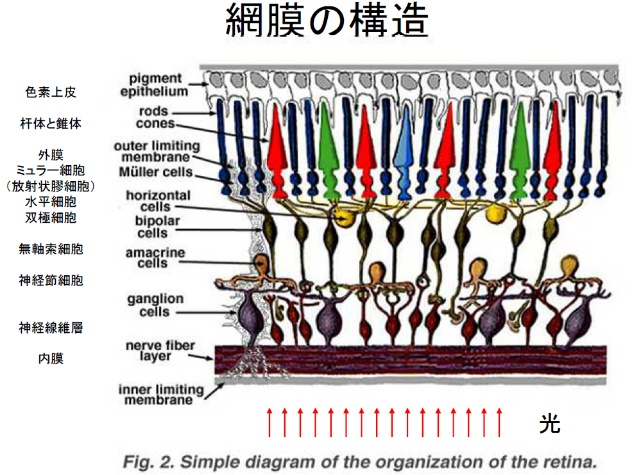 網膜の構造
色素上皮
杆体と錐体
外膜
ミュラー細胞
（放射状膠細胞）
水平細胞
双極細胞
無軸索細胞
神経節細胞
神経線維層
内膜
pigment
epithelium
rods
cones
outer limiting
membrane
Müller cells
horizontal
cells
bipolar
cells
amacrine
cells
ganglion
cells
nerve fiber
layer
inner limiting
membrane
光
Fig. 2. Simple diagram of the organization of the retina.